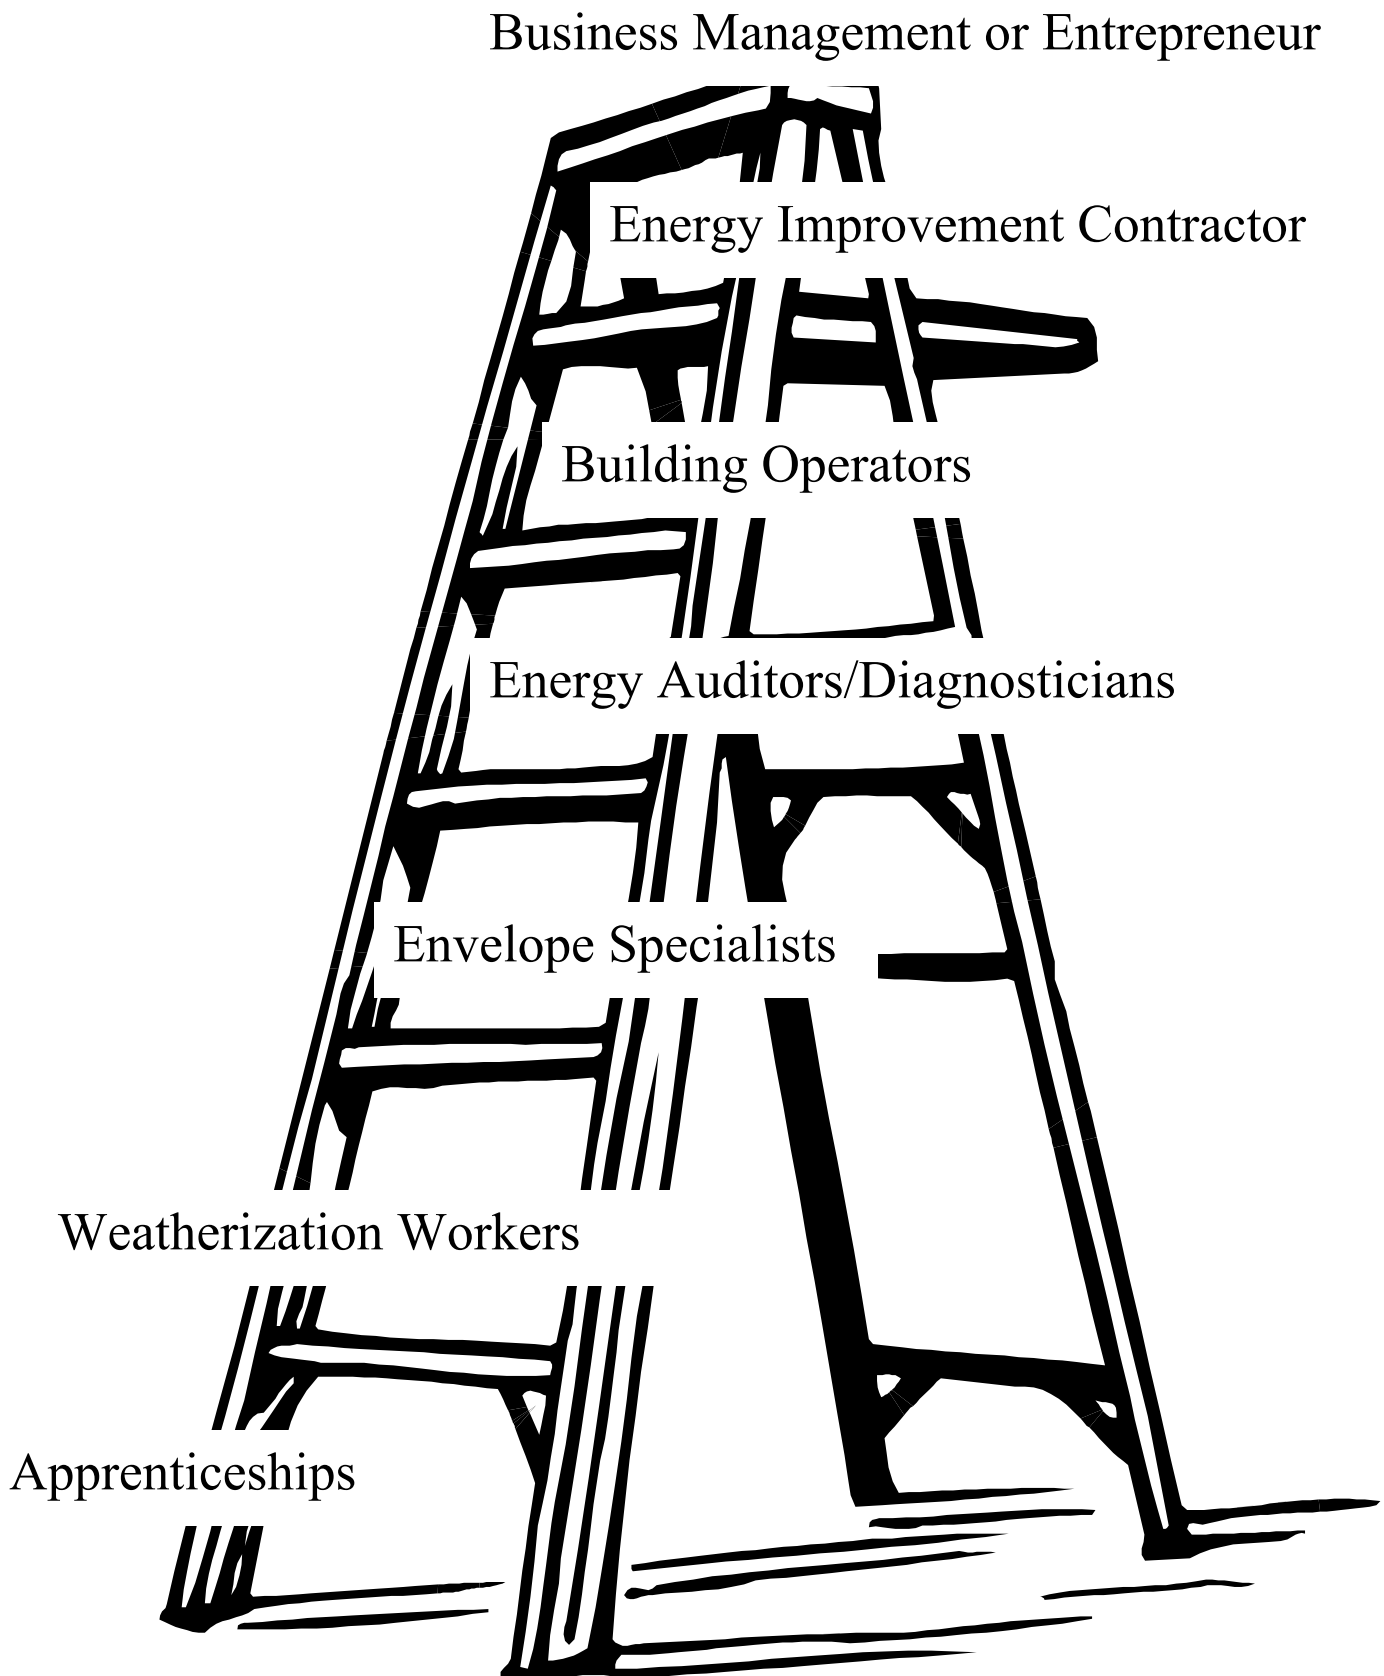 Business Management or Entrepreneur
Energy Improvement Contractor
Building Operators
Energy Auditors/Diagnosticians
Envelope Specialists
Weatherization Workers
Apprenticeships